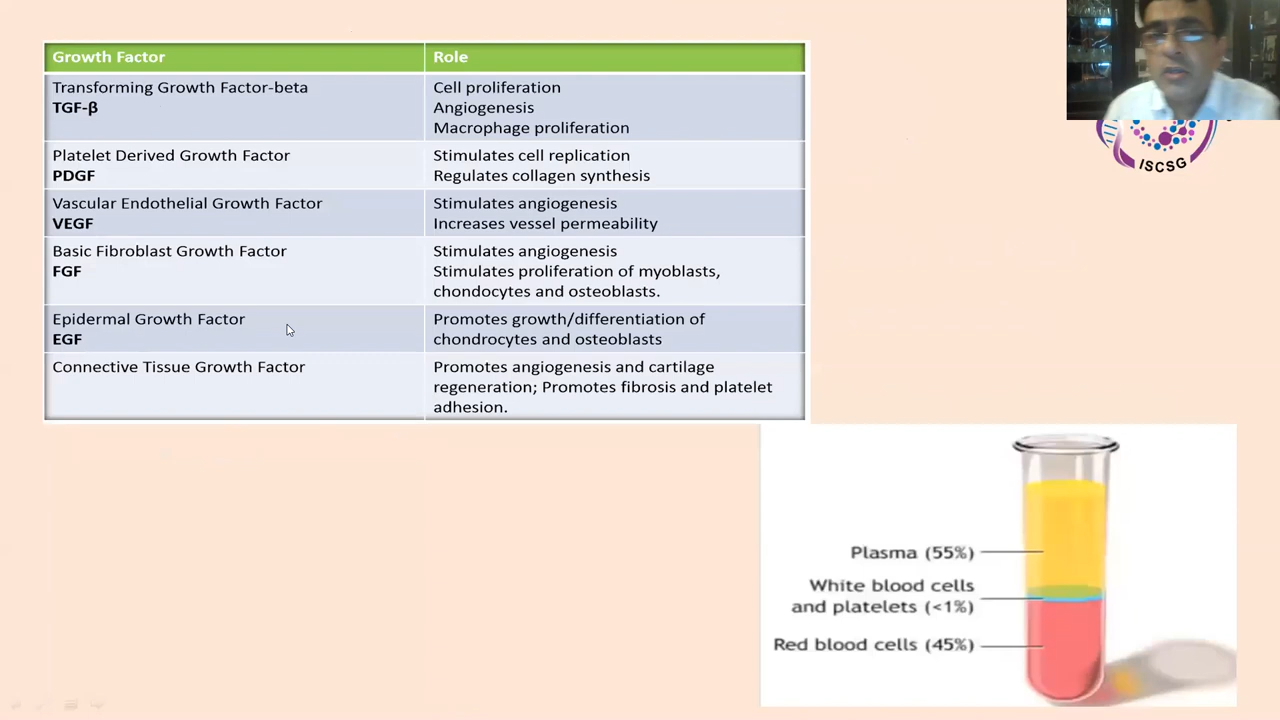 Growth Factor
Role
Transforming Growth Factor-beta
TGF-β
Cell proliferation
Angiogenesis
Macrophage proliferation
Platelet Derived Growth Factor
PDGF
Stimulates cell replication
Regulates collagen synthesis
Vascular Endothelial Growth Factor
VEGF
Stimulates angiogenesis
Increases vessel permeability
Basic Fibroblast Growth Factor
FGF
Stimulates angiogenesis
Stimulates proliferation of myoblasts,
chondocytes and osteoblasts.
Epidermal Growth Factor
EGF
Promotes growth/differentiation of
chondrocytes and osteoblasts
Connective Tissue Growth Factor
Promotes angiogenesis and cartilage
regeneration; Promotes fibrosis and platelet
adhesion.
ISCSG
Plasma (55%)
White blood cells
and platelets (<1%)
Red blood cells (45%)